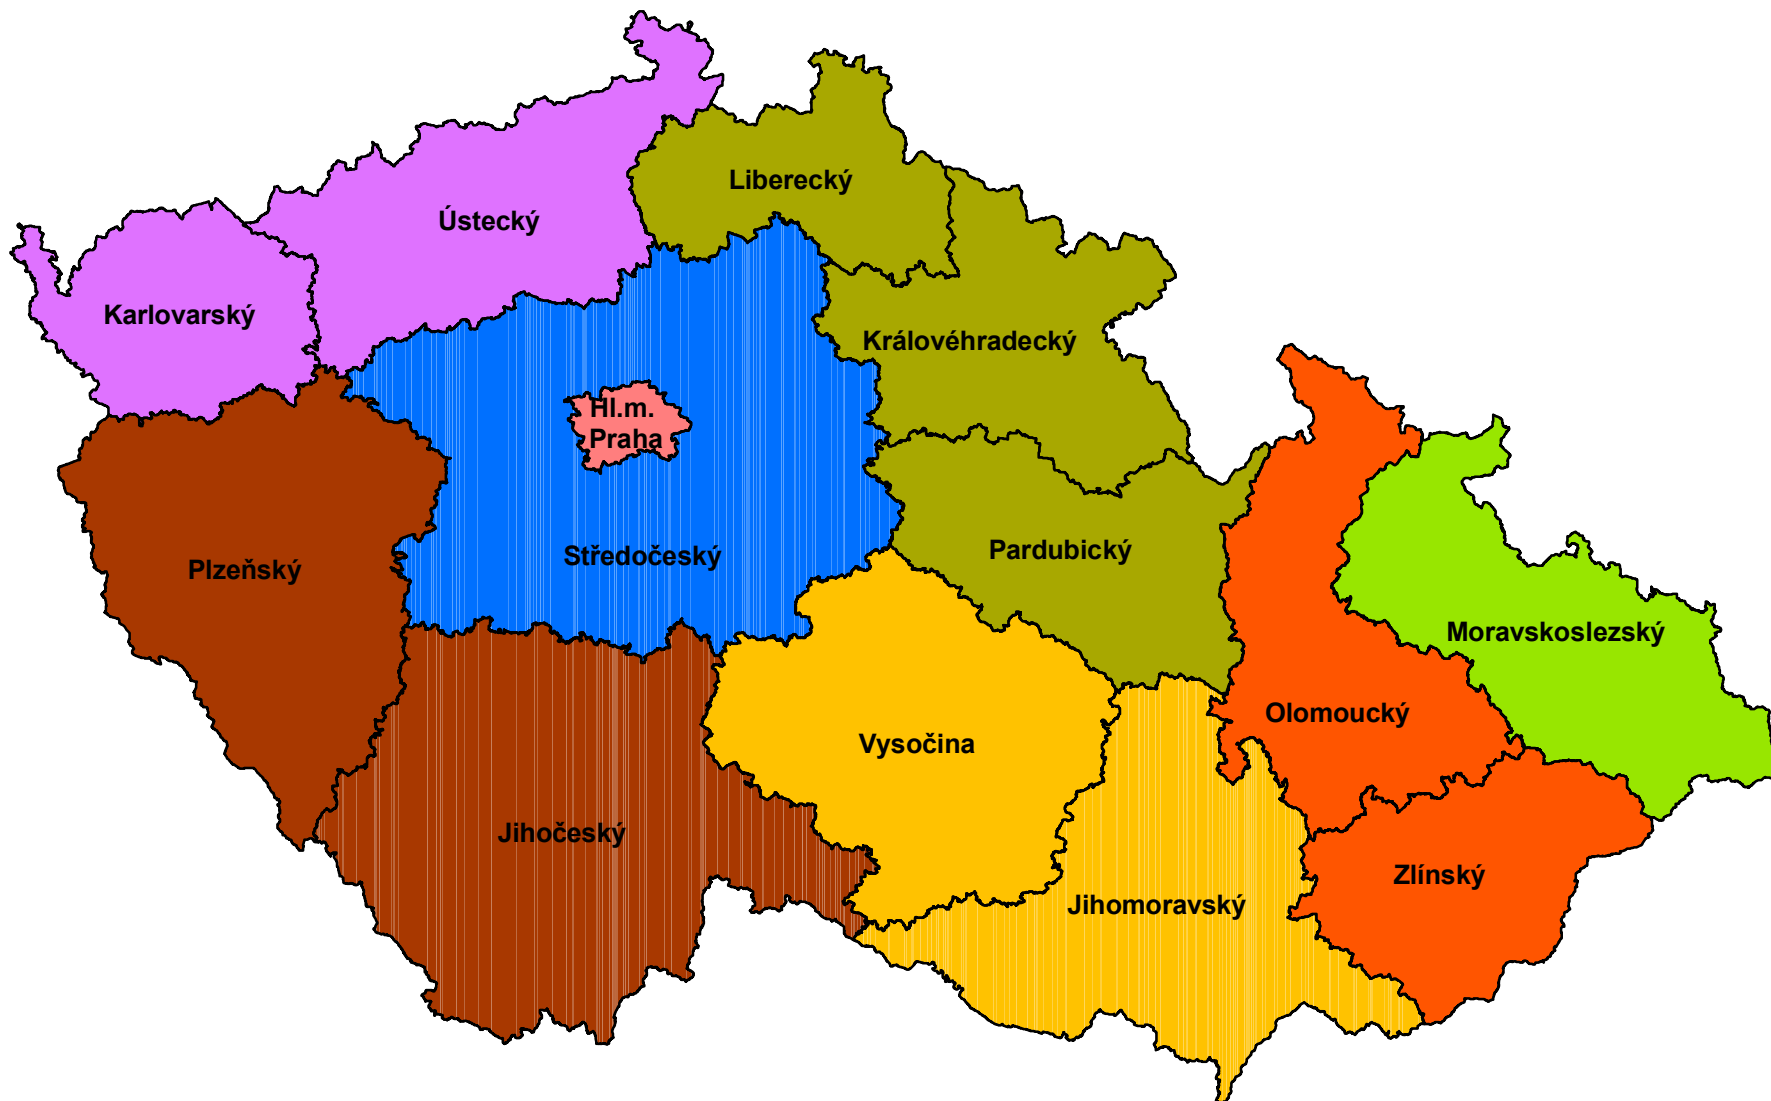 Liberecký
Ústecký
Karlovarský
Královéhradecký
Hl.m.
Praha
Plzeňský
Středočeský
Pardubický
Moravskoslezský
Olomoucký
Vysočina
Jihočeský
Zlínský
Jihomoravský